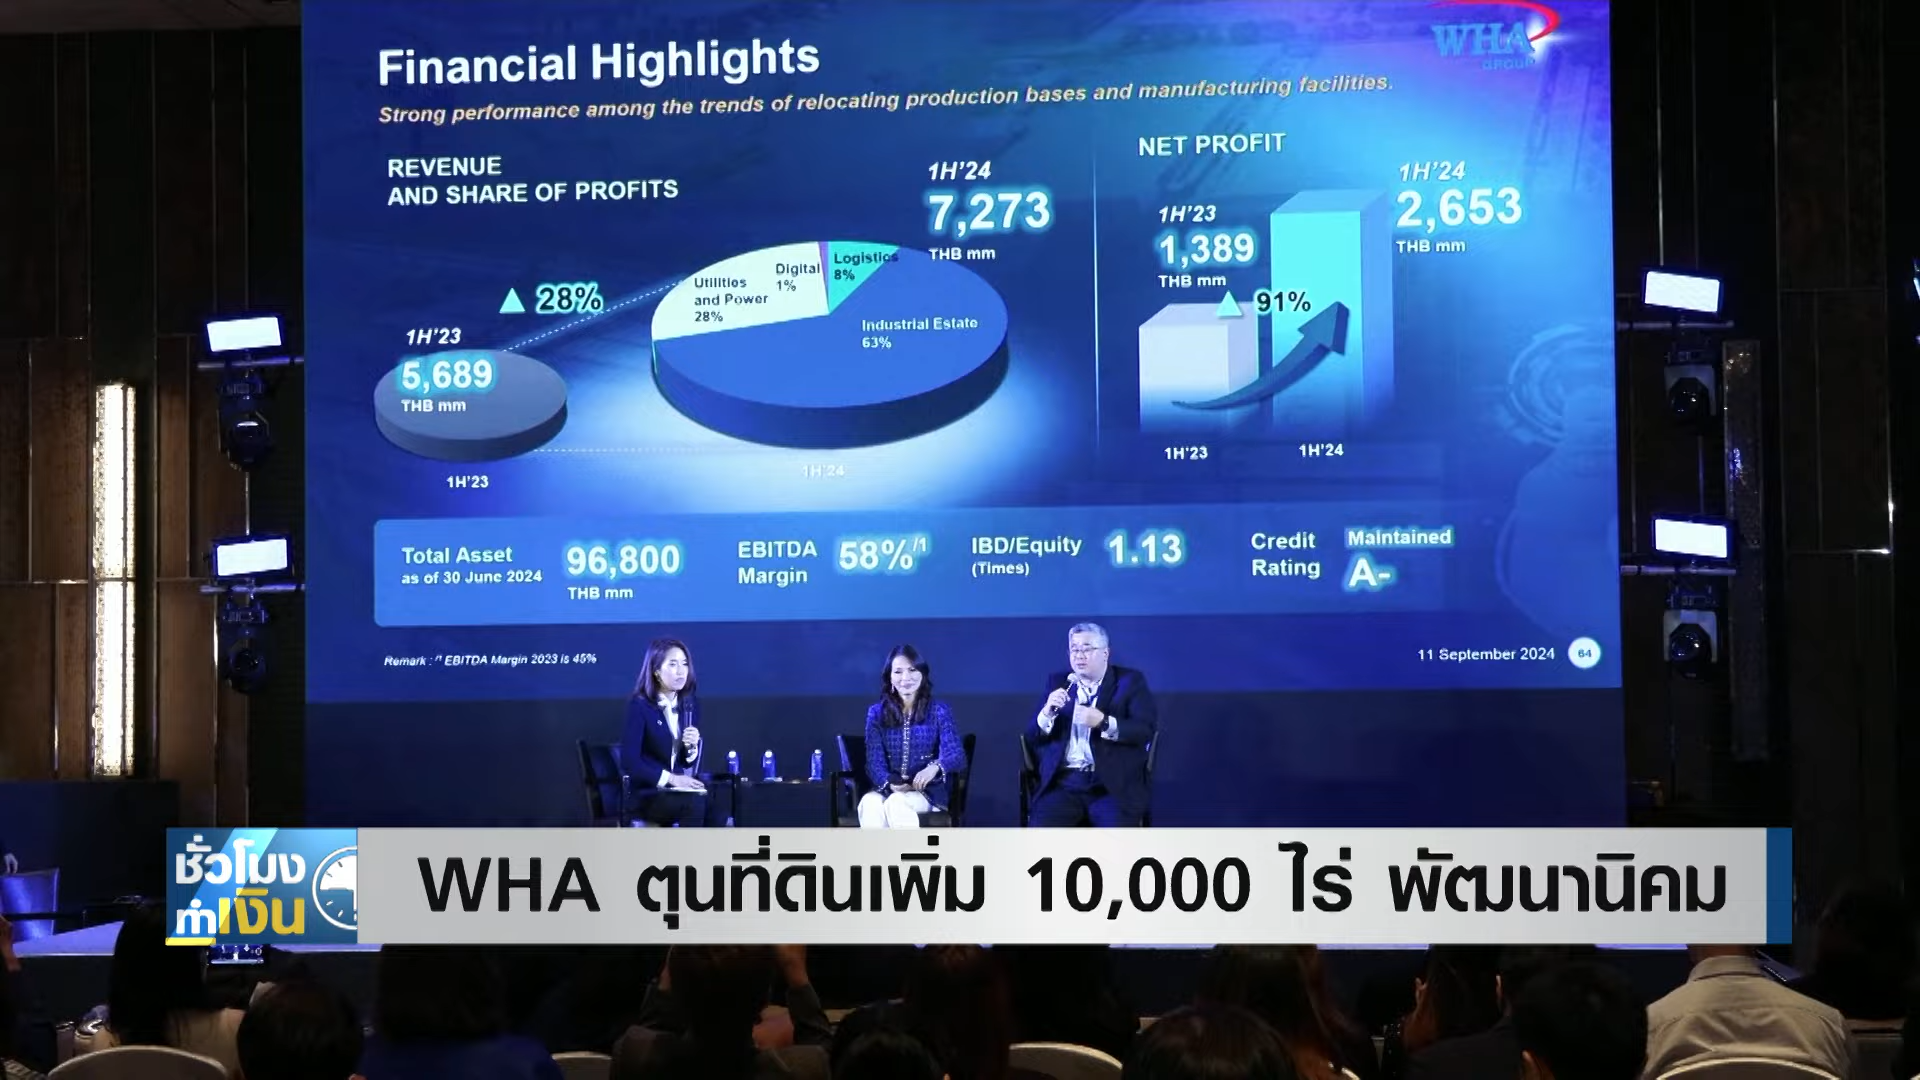 Financial Highlights
WHA
GROUP
Strong performance among the trends of relocating production bases and manufacturing facilities.
REVENUE
AND SHARE OF PROFITS
1H'24
7,273
THB mm
28%
1H'23
5,689
THB mm
1H'23
Utilities
and Power
28%
Digital
1%
Logistics
8%
Industrial Estate
63%
1H'24
NET PROFIT
1H'23
1,389
THB mm
91%
1H'24
2,653
THB mm
1H'23
1H'24
Total Asset
as of 30 June 2024
96,800
THB mm
EBITDA
Margin
58%/1
IBD/Equity
(Times)
1.13
Credit
Rating
Maintained
A-
Remark : /1 EBITDA Margin 2023 is 45%
11 September 2024
64
ชั่วโมง
ทำเงิน
WHA ตุนที่ดินเพิ่ม 10,000 ไร่ พัฒนานิคม